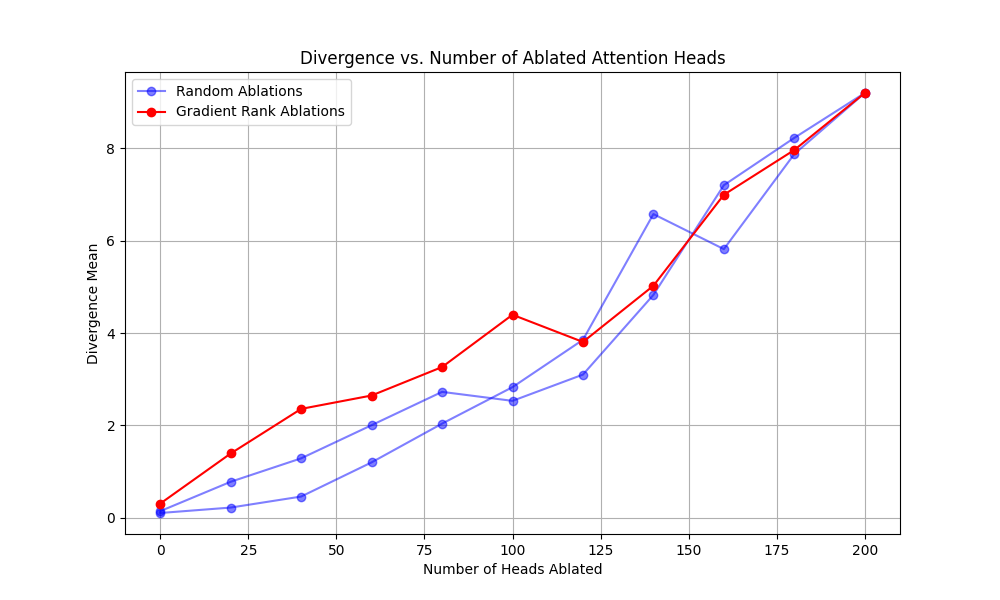 Divergence vs. Number of Ablated Attention Heads
Random Ablations
Gradient Rank Ablations
Divergence Mean
8
6
4
2
0
0 25 50 75 100 125 150 175 200
Number of Heads Ablated